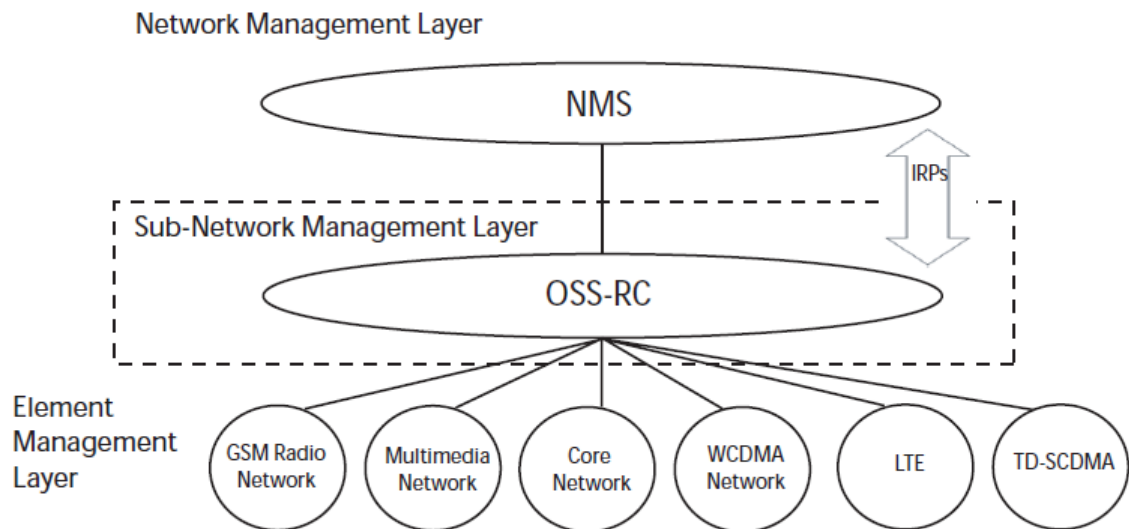 Network Management Layer
NMS
IRPs
Sub-Network Management Layer
OSS-RC
Element
Management
Layer
GSM Radio
Network
Multimedia
Network
Core
Network
WCDMA
Network
LTE
TD-SCDMA